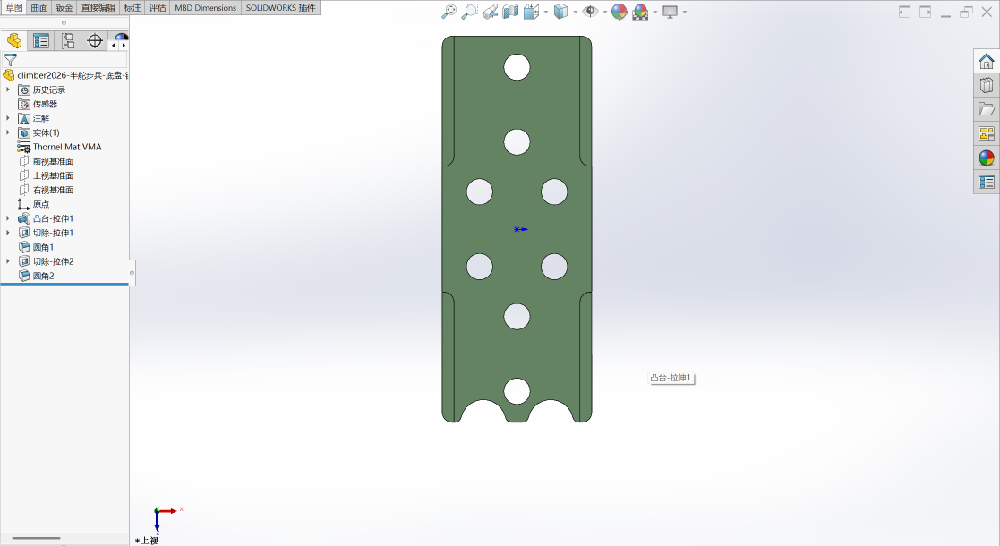 草图 曲面 钣金 直接编辑 标注 评估 MBD Dimensions SOLIDWORKS 插件
climber2026-半舵步兵-底盘-
历史记录
传感器
注解
实体(1)
Thornel Mat VMA
前视基准面
上视基准面
右视基准面
原点
凸台-拉伸1
切除-拉伸1
圆角1
切除-拉伸2
圆角2
凸台-拉伸1
X
Z
*上视